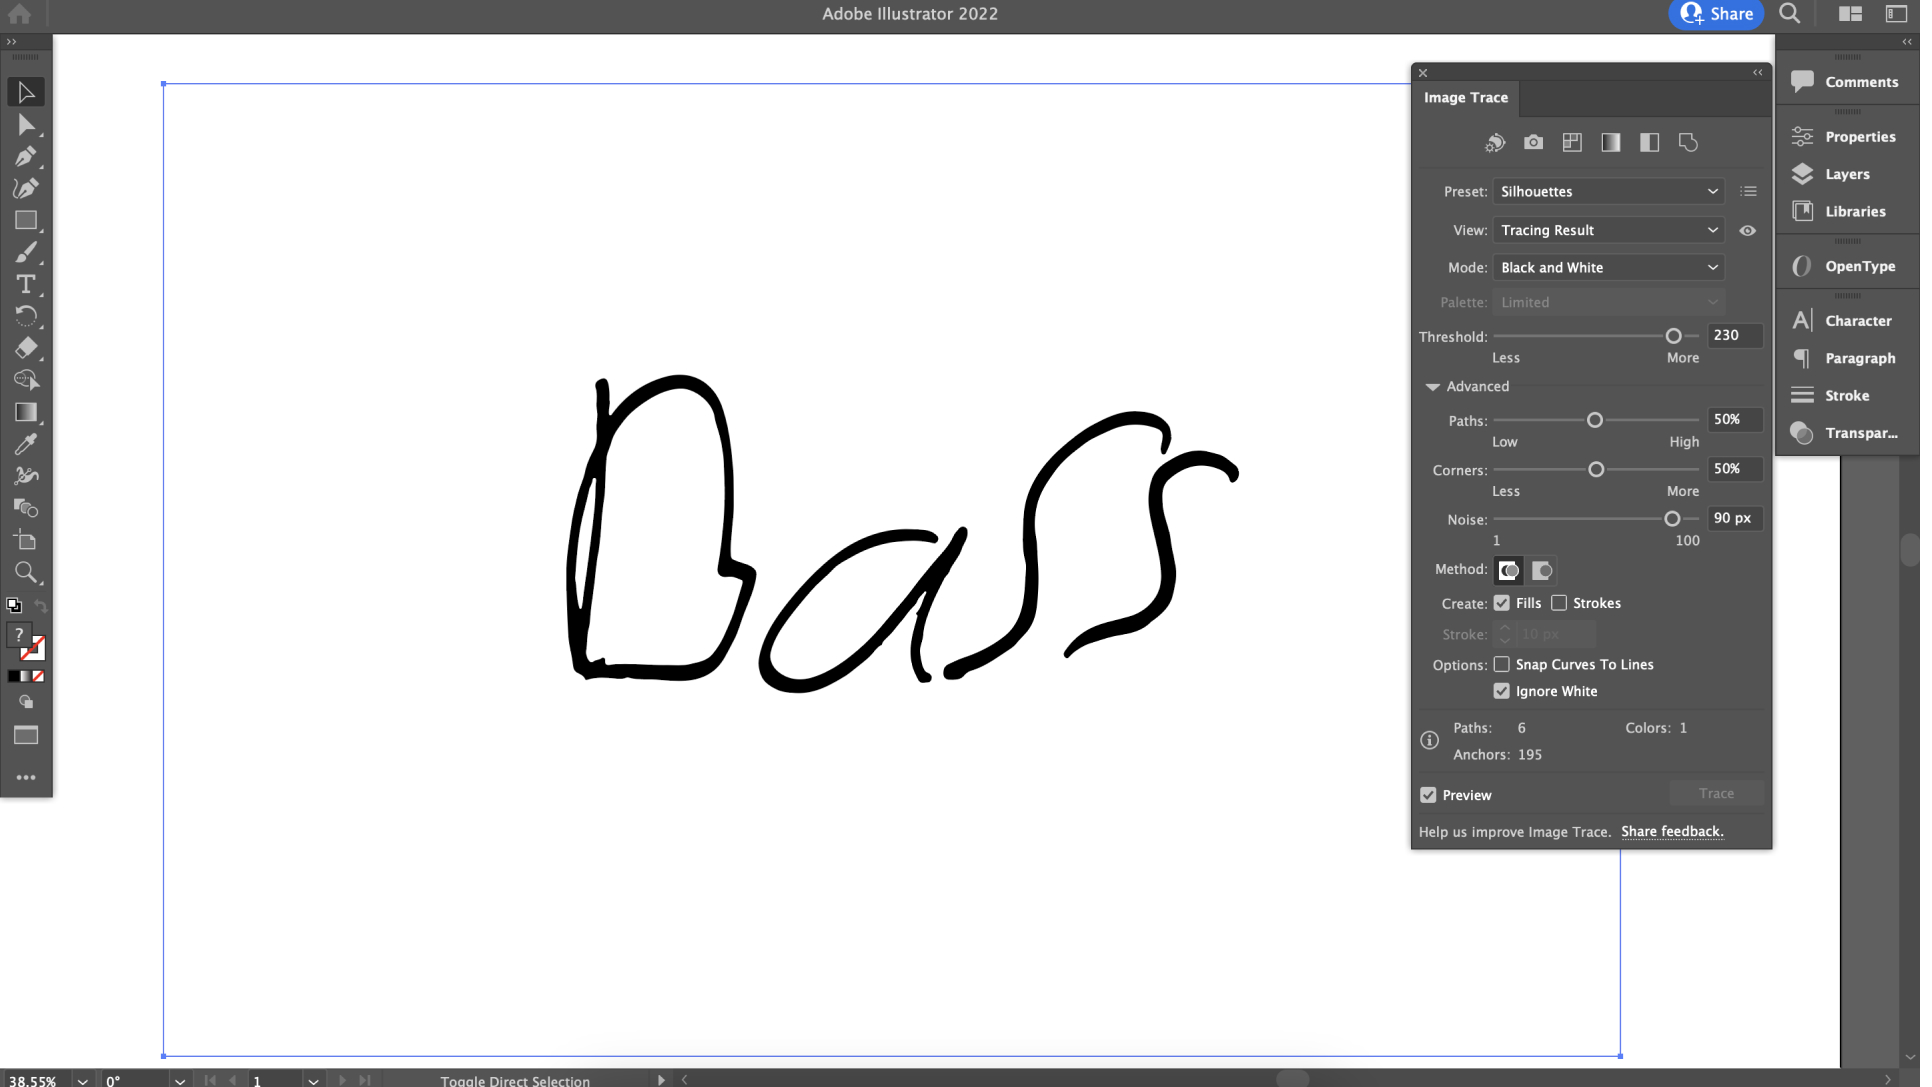 Adobe Illustrator 2022
Share
Image Trace
Comments
Properties
Layers
Libraries
OpenType
Character
Paragraph
Stroke
Transpar...
Preset: Silhouettes
View: Tracing Result
Mode: Black and White
Palette: Limited
Threshold: 230
Less More
Advanced
Paths: 50%
Low High
Corners: 50%
Less More
Noise: 90 px
1 100
Method:
Create: Fills Strokes
Stroke: 10 px
Options: Snap Curves To Lines
Ignore White
Paths: 6 Colors: 1
Anchors: 195
Preview Trace
Help us improve Image Trace. Share feedback.
Bass
38.55% 0° 1 Toggle Direct Selection